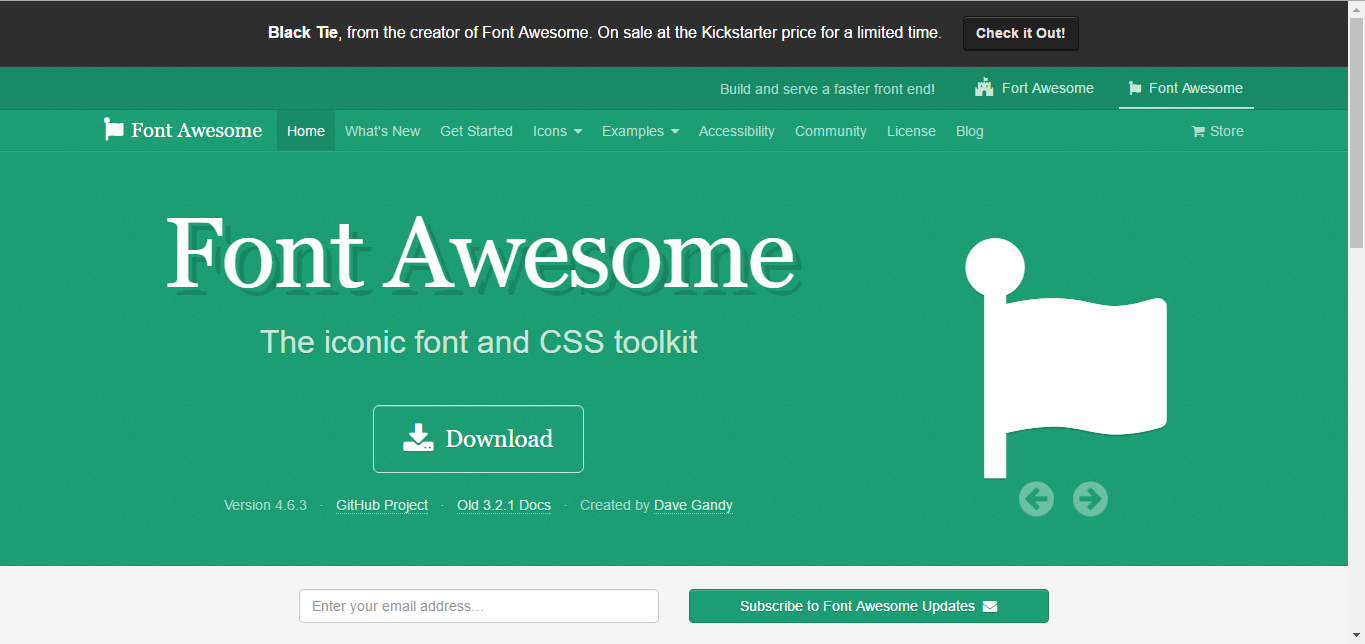 Black Tie, from the creator of Font Awesome. On sale at the Kickstarter price for a limited time. Check it Out!
Build and serve a faster front end! Fort Awesome Font Awesome
Font Awesome Home What's New Get Started Icons Examples Accessibility Community License Blog Store
Font Awesome
The iconic font and CSS toolkit
Download
Version 4.6.3 · GitHub Project · Old 3.2.1 Docs · Created by Dave Gandy
Enter your email address... Subscribe to Font Awesome Updates